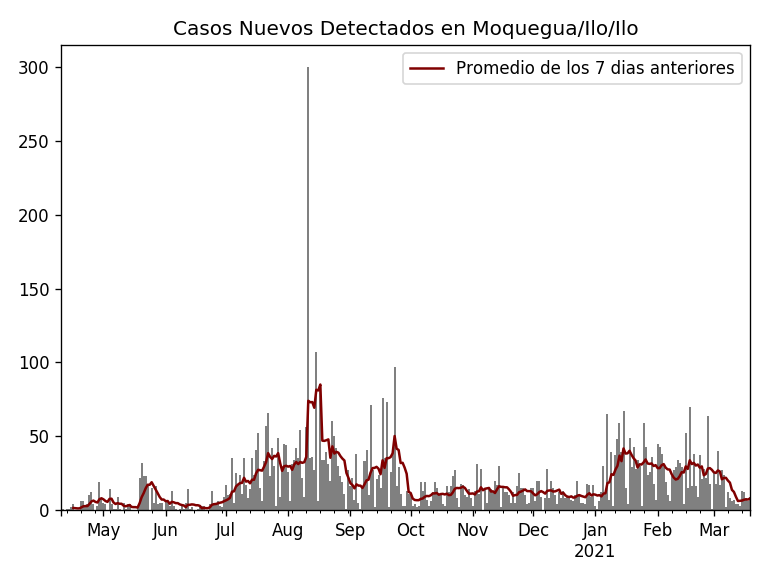 Casos Nuevos Detectados en Moquegua/Ilo/Ilo
Promedio de los 7 dias anteriores
300
250
200
150
100
50
0
May Jun Jul Aug Sep Oct Nov Dec Jan Feb Mar
2021